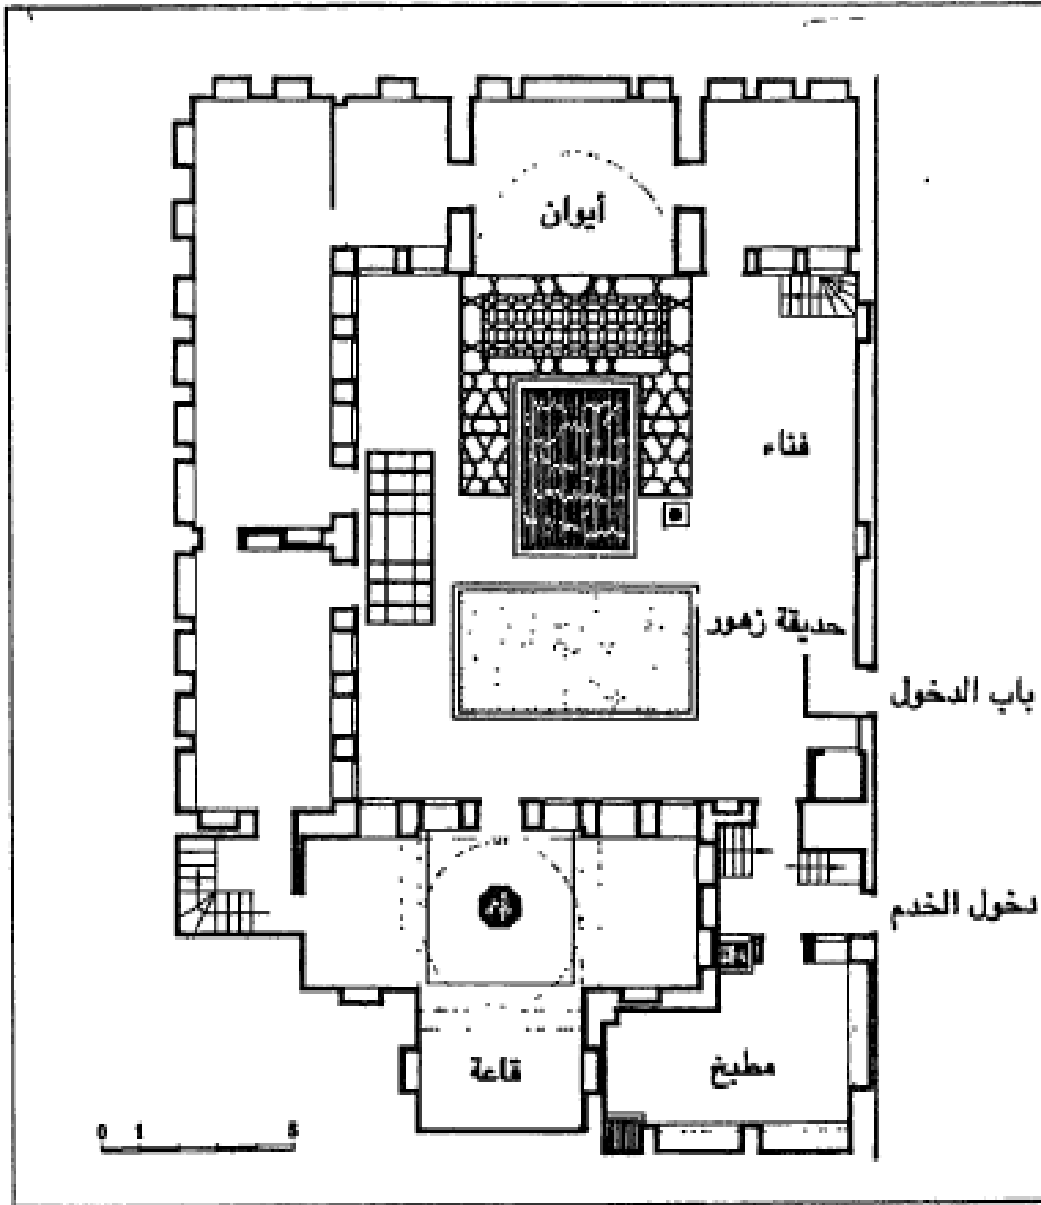 أيوان
فناء
حديقة زهور
باب الدخول
دخول الخدم
مطبخ
قاعة
0 1 5